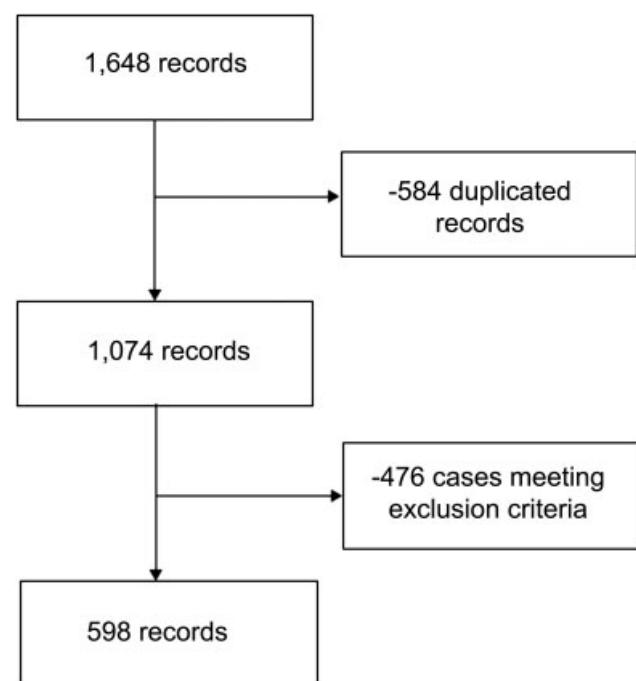 1,648 records
-584 duplicated
records
1,074 records
-476 cases meeting
exclusion criteria
598 records